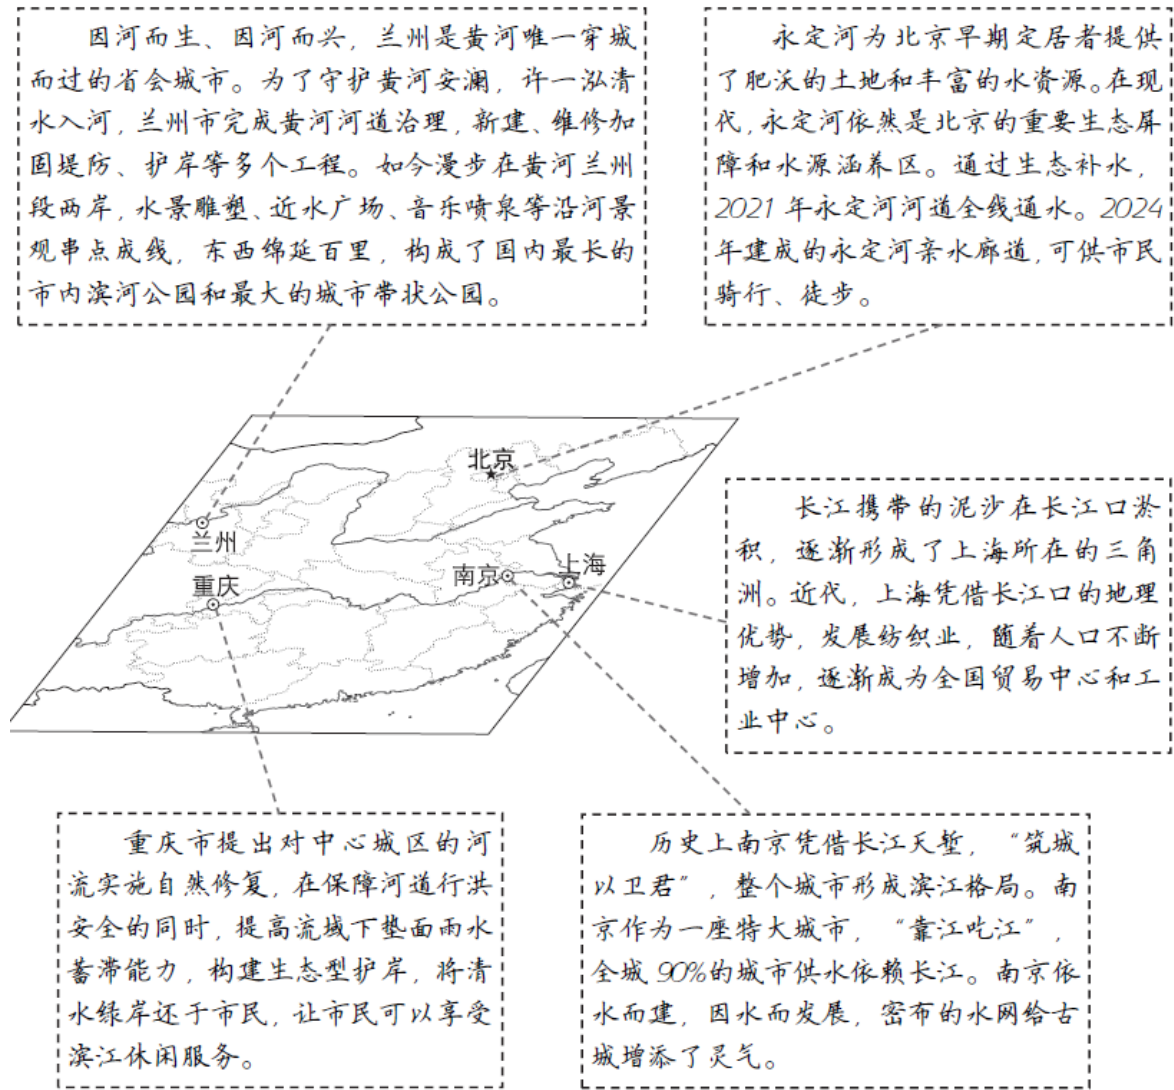 因河而生、因河而兴，兰州是黄河唯一穿城
而过的省会城市。为了守护黄河安澜，许一泓清
水入河，兰州市完成黄河河道治理，新建、维修加
固堤防、护岸等多个工程。如今漫步在黄河兰州
段两岸，水景雕塑、近水广场、音乐喷泉等沿河景
观串点成线，东西绵延百里，构成了国内最长的
市内滨河公园和最大的城市带状公园。
永定河为北京早期定居者提供
了肥沃的土地和丰富的水资源。在现
代，永定河依然是北京的重要生态屏
障和水源涵养区。通过生态补水，
2021年永定河河道全线通水。2024
年建成的永定河亲水廊道，可供市民
骑行、徒步。
北京
兰州
重庆
南京
上海
长江携带的泥沙在长江口淤
积，逐渐形成了上海所在的三角
洲。近代，上海凭借长江口的地理
优势，发展纺织业，随着人口不断
增加，逐渐成为全国贸易中心和工
业中心。
重庆市提出对中心城区的河
流实施自然修复，在保障河道行洪
安全的同时，提高流域下垫面雨水
蓄滞能力，构建生态型护岸，将清
水绿岸还于市民，让市民可以享受
滨江休闲服务。
历史上南京凭借长江天堑，“筑城
以卫君”，整个城市形成滨江格局。南
京作为一座特大城市，“靠江吃江”，
全城90%的城市供水依赖长江。南京依
水而建，因水而发展，密布的水网给古
城增添了灵气。